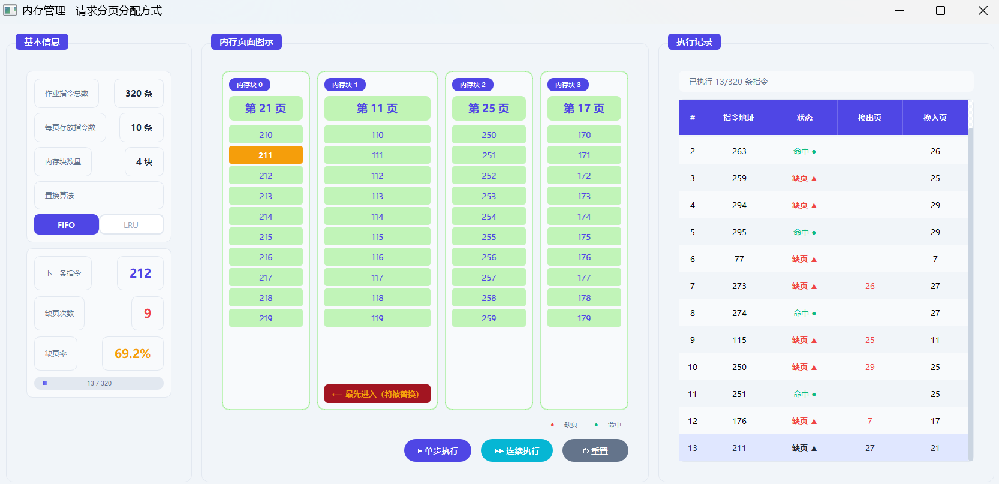 内存管理 - 请求分页分配方式
基本信息
作业指令总数
320 条
每页存放指令数
10 条
内存块数量
4 块
置换算法
FIFO
LRU
下一条指令
212
缺页次数
9
缺页率
69.2%
13 / 320
内存页面图示
内存块 0
第 21 页
210
211
212
213
214
215
216
217
218
219
内存块 1
第 11 页
110
111
112
113
114
115
116
117
118
119
← 最先进入（将被替换）
内存块 2
第 25 页
250
251
252
253
254
255
256
257
258
259
内存块 3
第 17 页
170
171
172
173
174
175
176
177
178
179
● 缺页 ● 命中
▶ 单步执行
▶▶ 连续执行
↻ 重置
执行记录
已执行 13/320 条指令
# 指令地址 状态 换出页 换入页
2 263 命中 ● — 26
3 259 缺页 ▲ — 25
4 294 缺页 ▲ — 29
5 295 命中 ● — 29
6 77 缺页 ▲ — 7
7 273 缺页 ▲ 26 27
8 274 命中 ● — 27
9 115 缺页 ▲ 25 11
10 250 缺页 ▲ 29 25
11 251 命中 ● — 25
12 176 缺页 ▲ 7 17
13 211 缺页 ▲ 27 21